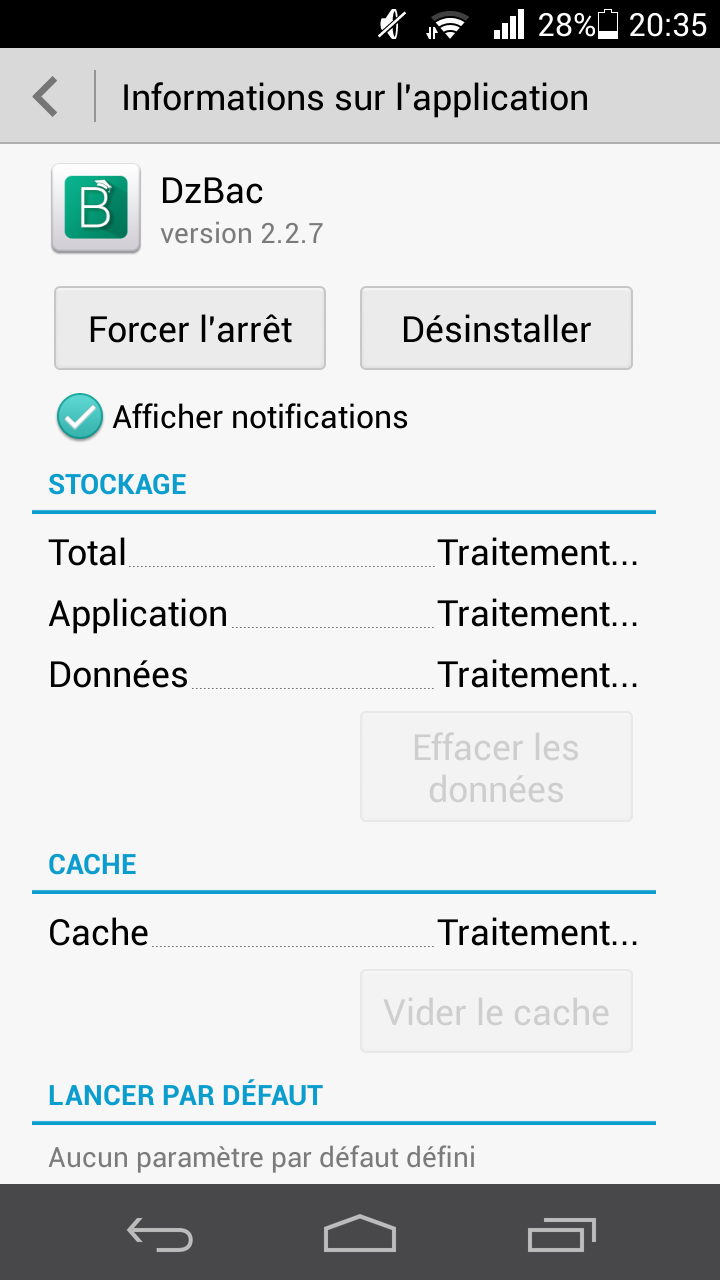 28% 20:35
Informations sur l'application
B
DzBac
version 2.2.7
Forcer l'arrêt Désinstaller
Afficher notifications
STOCKAGE
Total Traitement...
Application Traitement...
Données Traitement...
Effacer les
données
CACHE
Cache Traitement...
Vider le cache
LANCER PAR DÉFAUT
Aucun paramètre par défaut défini